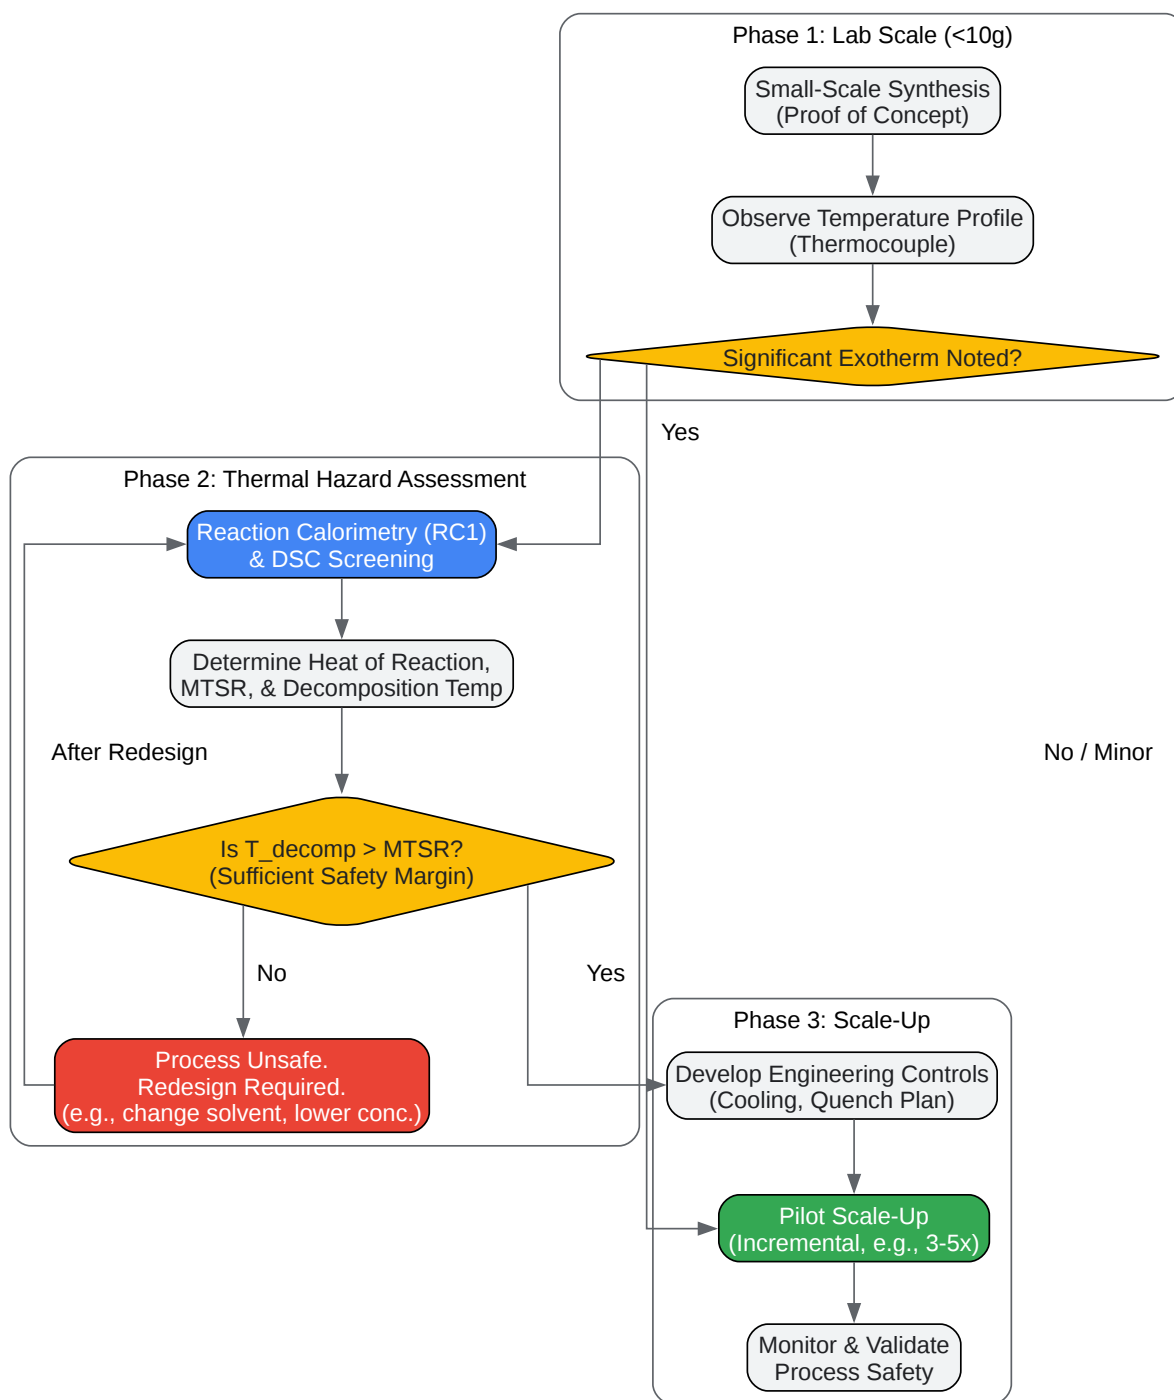 Phase 1: Lab Scale (<10g)
Small-Scale Synthesis
(Proof of Concept)
Observe Temperature Profile
(Thermocouple)
Significant Exotherm Noted?
Yes
Phase 2: Thermal Hazard Assessment
Reaction Calorimetry (RC1)
& DSC Screening
Determine Heat of Reaction,
MTSR, & Decomposition Temp
After Redesign
No / Minor
Is T_decomp > MTSR?
(Sufficient Safety Margin)
No
Yes
Process Unsafe.
Redesign Required.
(e.g., change solvent, lower conc.)
Phase 3: Scale-Up
Develop Engineering Controls
(Cooling, Quench Plan)
Pilot Scale-Up
(Incremental, e.g., 3-5x)
Monitor & Validate
Process Safety